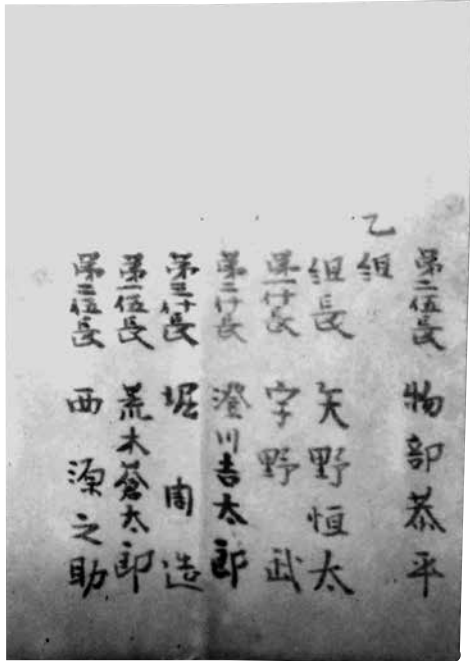 第二伍長 物部恭平
乙組
組長 矢野恒太
第一什長 宇野武
第二什長 澄川吉太郎
第三什長 堀周造
第一伍長 荒木蒼太郎
第二伍長 西源之助